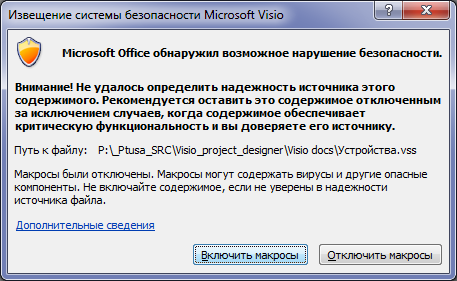 Извещение системы безопасности Microsoft Visio
Microsoft Office обнаружил возможное нарушение безопасности.
Внимание! Не удалось определить надежность источника этого
содержимого. Рекомендуется оставить это содержимое отключенным
за исключением случаев, когда содержимое обеспечивает
критическую функциональность и вы доверяете его источнику.
Путь к файлу: P:\_Ptusa_SRC\Visio_project_designer\Visio docs\Устройства.vss
Макросы были отключены. Макросы могут содержать вирусы и другие опасные
компоненты. Не включайте содержимое, если не уверены в надежности
источника файла.
Дополнительные сведения
Включить макросы Отключить макросы